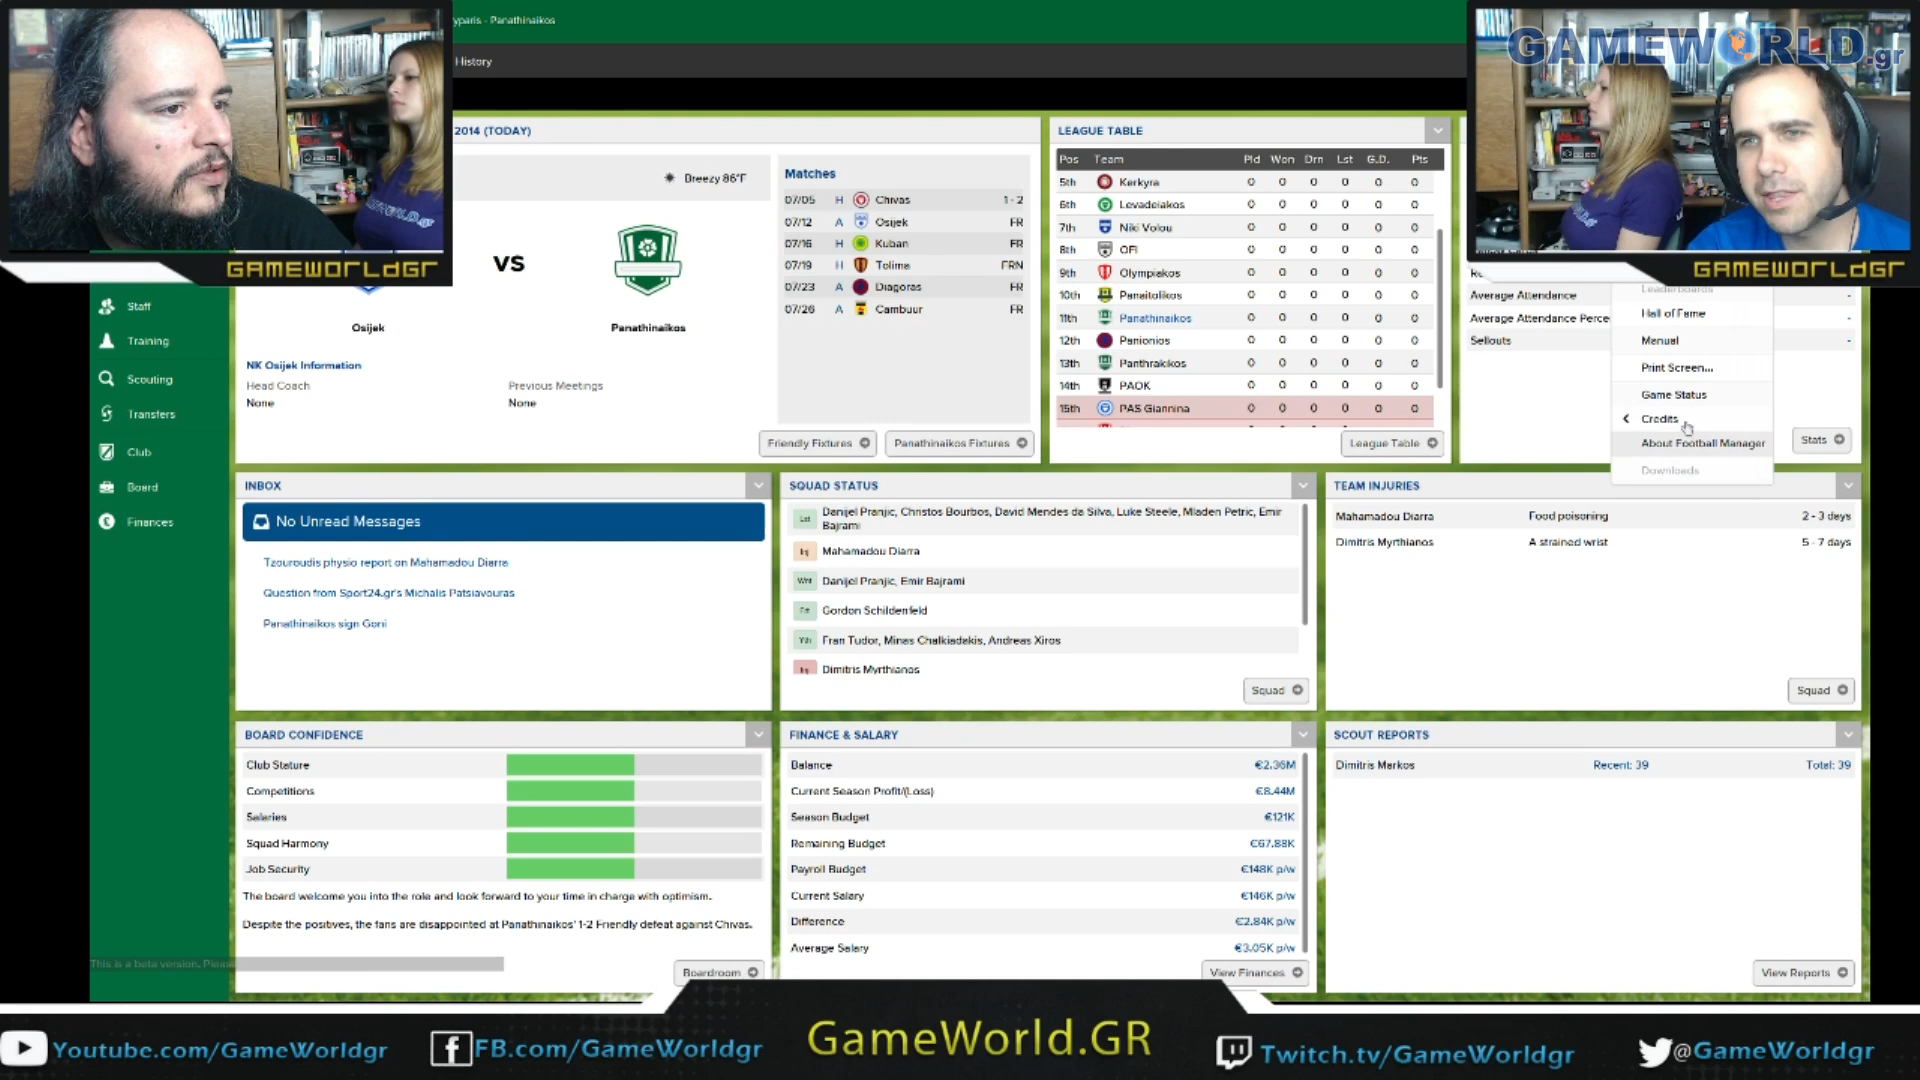 yparis - Panathinaikos
History
GAMEWORLD.gr
GAMEWORLDGR
GAMEWORLDGR
2014 (TODAY)
Breezy 86°F
VS
Osijek
Panathinaikos
NK Osijek Information
Head Coach
None
Previous Meetings
None
Matches
07/05 H Chivas 1 - 2
07/12 A Osijek FR
07/16 H Kuban FR
07/19 H Tolima FRN
07/23 A Diagoras FR
07/26 A Cambuur FR
Friendly Fixtures
Panathinaikos Fixtures
LEAGUE TABLE
Pos Team Pld Won Drn Lst G.D. Pts
5th Kerkyra 0 0 0 0 0 0
6th Levadeiakos 0 0 0 0 0 0
7th Niki Volou 0 0 0 0 0 0
8th OFI 0 0 0 0 0 0
9th Olympiakos 0 0 0 0 0 0
10th Panaitolikos 0 0 0 0 0 0
11th Panathinaikos 0 0 0 0 0 0
12th Panionios 0 0 0 0 0 0
13th Panthrakikos 0 0 0 0 0 0
14th PAOK 0 0 0 0 0 0
15th PAS Giannina 0 0 0 0 0 0
League Table
Average Attendance -
Average Attendance Perce -
Sellouts -
Leaderboards
Hall of Fame
Manual
Print Screen...
Game Status
Credits
About Football Manager
Downloads
Stats
Staff
Training
Scouting
Transfers
Club
Board
Finances
INBOX
No Unread Messages
Tzouroudis physio report on Mahamadou Diarra
Question from Sport24.gr's Michalis Patsiavouras
Panathinaikos sign Goni
SQUAD STATUS
Lst Danijel Pranjic, Christos Bourbos, David Mendes da Silva, Luke Steele, Mladen Petric, Emir
Bajrami
Inj Mahamadou Diarra
Wnt Danijel Pranjic, Emir Bajrami
Gordon Schildenfeld
Yth Fran Tudor, Minas Chalkiadakis, Andreas Xiros
Inj Dimitris Myrthianos
Squad
TEAM INJURIES
Mahamadou Diarra Food poisoning 2 - 3 days
Dimitris Myrthianos A strained wrist 5 - 7 days
Squad
BOARD CONFIDENCE
Club Stature
Competitions
Salaries
Squad Harmony
Job Security
The board welcome you into the role and look forward to your time in charge with optimism.
Despite the positives, the fans are disappointed at Panathinaikos' 1-2 Friendly defeat against Chivas.
Boardroom
FINANCE & SALARY
Balance €2.36M
Current Season Profit/(Loss) €8.44M
Season Budget €121K
Remaining Budget €67.88K
Payroll Budget €148K p/w
Current Salary €146K p/w
Difference €2.84K p/w
Average Salary €3.05K p/w
View Finances
SCOUT REPORTS
Dimitris Markos Recent: 39 Total: 39
View Reports
This is a beta version. Please
Youtube.com/GameWorldgr
FB.com/GameWorldgr
GameWorld.GR
Twitch.tv/GameWorldgr
@GameWorldgr